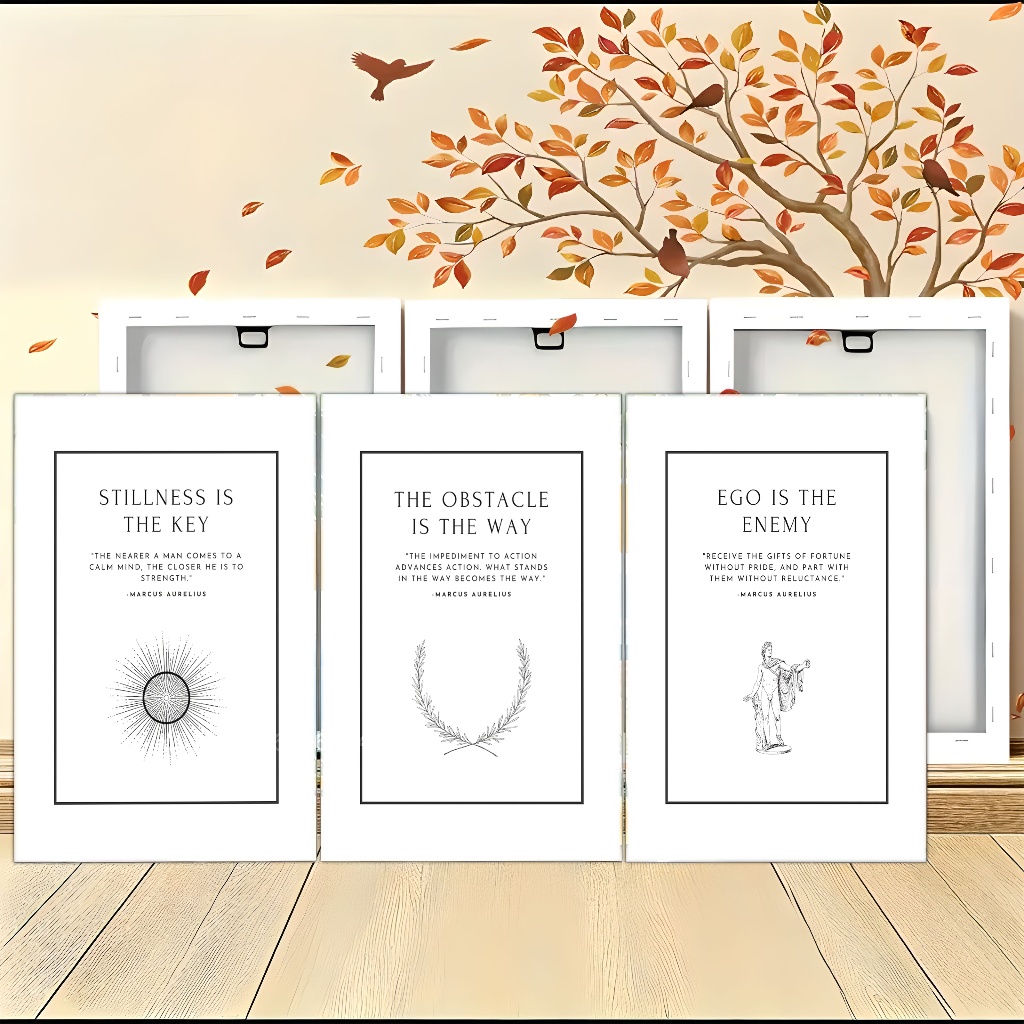 STILLNESS IS
THE KEY
"THE NEARER A MAN COMES TO A
CALM MIND, THE CLOSER HE IS TO
STRENGTH."
-MARCUS AURELIUS
THE OBSTACLE
IS THE WAY
"THE IMPEDIMENT TO ACTION
ADVANCES ACTION. WHAT STANDS
IN THE WAY BECOMES THE WAY."
-MARCUS AURELIUS
EGO IS THE
ENEMY
"RECEIVE THE GIFTS OF FORTUNE
WITHOUT PRIDE, AND PART WITH
THEM WITHOUT RELUCTANCE."
-MARCUS AURELIUS